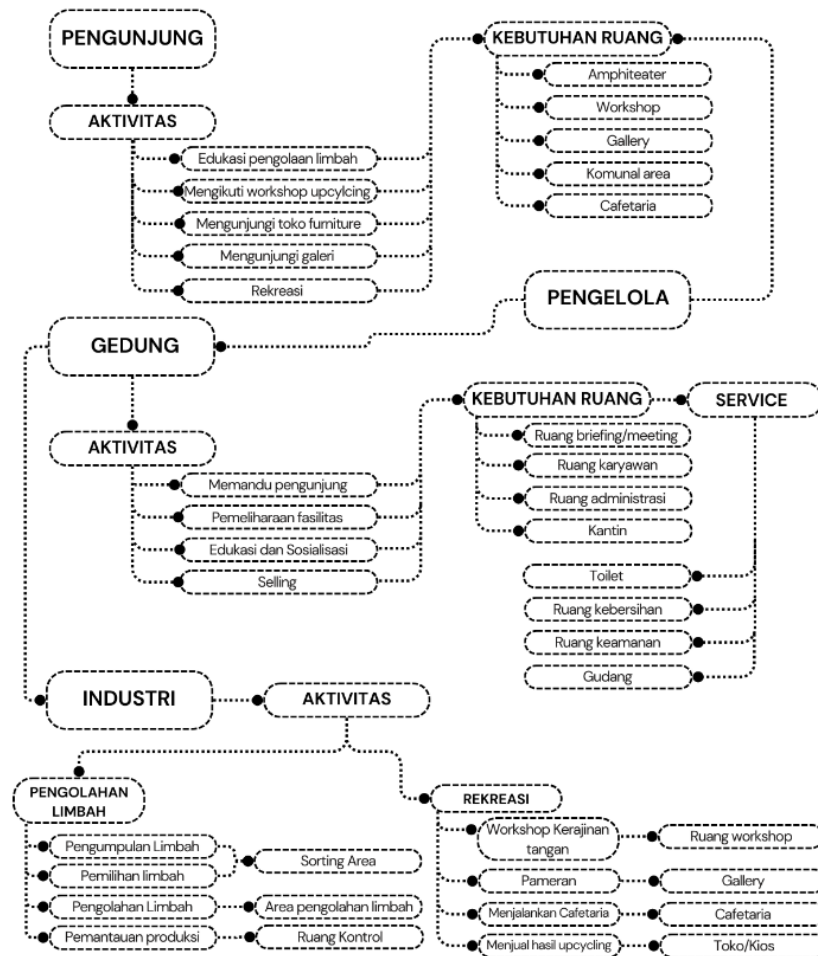 PENGUNJUNG
AKTIVITAS
Edukasi pengolaan limbah
Mengikuti workshop upcylcing
Mengunjungi toko furniture
Mengunjungi galeri
Rekreasi
KEBUTUHAN RUANG
Amphiteater
Workshop
Gallery
Komunal area
Cafetaria
PENGELOLA
GEDUNG
AKTIVITAS
Memandu pengunjung
Pemeliharaan fasilitas
Edukasi dan Sosialisasi
Selling
KEBUTUHAN RUANG
Ruang briefing/meeting
Ruang karyawan
Ruang administrasi
Kantin
SERVICE
Toilet
Ruang kebersihan
Ruang keamanan
Gudang
INDUSTRI
AKTIVITAS
PENGOLAHAN
LIMBAH
Pengumpulan Limbah
Pemilihan limbah
Sorting Area
Pengolahan Limbah
Area pengolahan limbah
Pemantauan produksi
Ruang Kontrol
REKREASI
Workshop Kerajinan
tangan
Ruang workshop
Pameran
Gallery
Menjalankan Cafetaria
Cafetaria
Menjual hasil upcycling
Toko/Kios